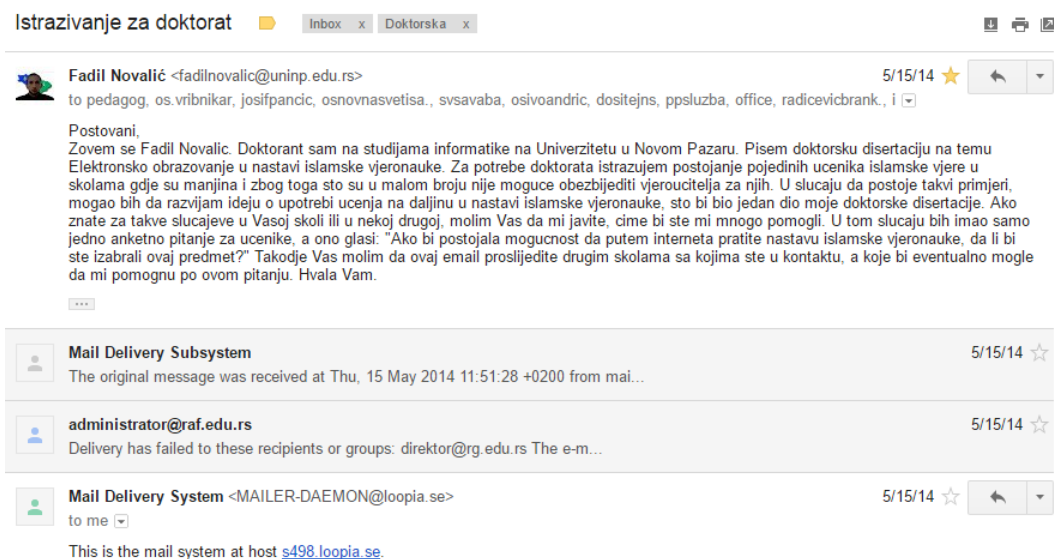 Istrazivanje za doktorat Inbox x Doktorska x
Fadil Novalić <fadilnovalic@uninp.edu.rs> 5/15/14
to pedagog, os.vribnikar, josifpancic, osnovnasvetisa., svsavaba, osivoandric, dositejns, ppsluzba, office, radicevicbrank., i
Postovani,
Zovem se Fadil Novalic. Doktorant sam na studijama informatike na Univerzitetu u Novom Pazaru. Pisem doktorsku disertaciju na temu
Elektronsko obrazovanje u nastavi islamske vjeronauke. Za potrebe doktorata istrazujem postojanje pojedinih ucenika islamske vjere u
skolama gdje su manjina i zbog toga sto su u malom broju nije moguce obezbijediti vjeroucitelja za njih. U slucaju da postoje takvi primjeri,
mogao bih da razvijam ideju o upotrebi ucenja na daljinu u nastavi islamske vjeronauke, sto bi bio jedan dio moje doktorske disertacije. Ako
znate za takve slucajeve u Vasoj skoli ili u nekoj drugoj, molim Vas da mi javite, cime bi ste mi mnogo pomogli. U tom slucaju bih imao samo
jedno anketno pitanje za ucenike, a ono glasi: "Ako bi postojala mogucnost da putem interneta pratite nastavu islamske vjeronauke, da li bi
ste izabrali ovaj predmet?" Takodje Vas molim da ovaj email proslijedite drugim skolama sa kojima ste u kontaktu, a koje bi eventualno mogle
da mi pomognu po ovom pitanju. Hvala Vam.
Mail Delivery Subsystem 5/15/14
The original message was received at Thu, 15 May 2014 11:51:28 +0200 from mai...
administrator@raf.edu.rs 5/15/14
Delivery has failed to these recipients or groups: direktor@rg.edu.rs The e-m...
Mail Delivery System <MAILER-DAEMON@loopia.se> 5/15/14
to me
This is the mail system at host s498.loopia.se.